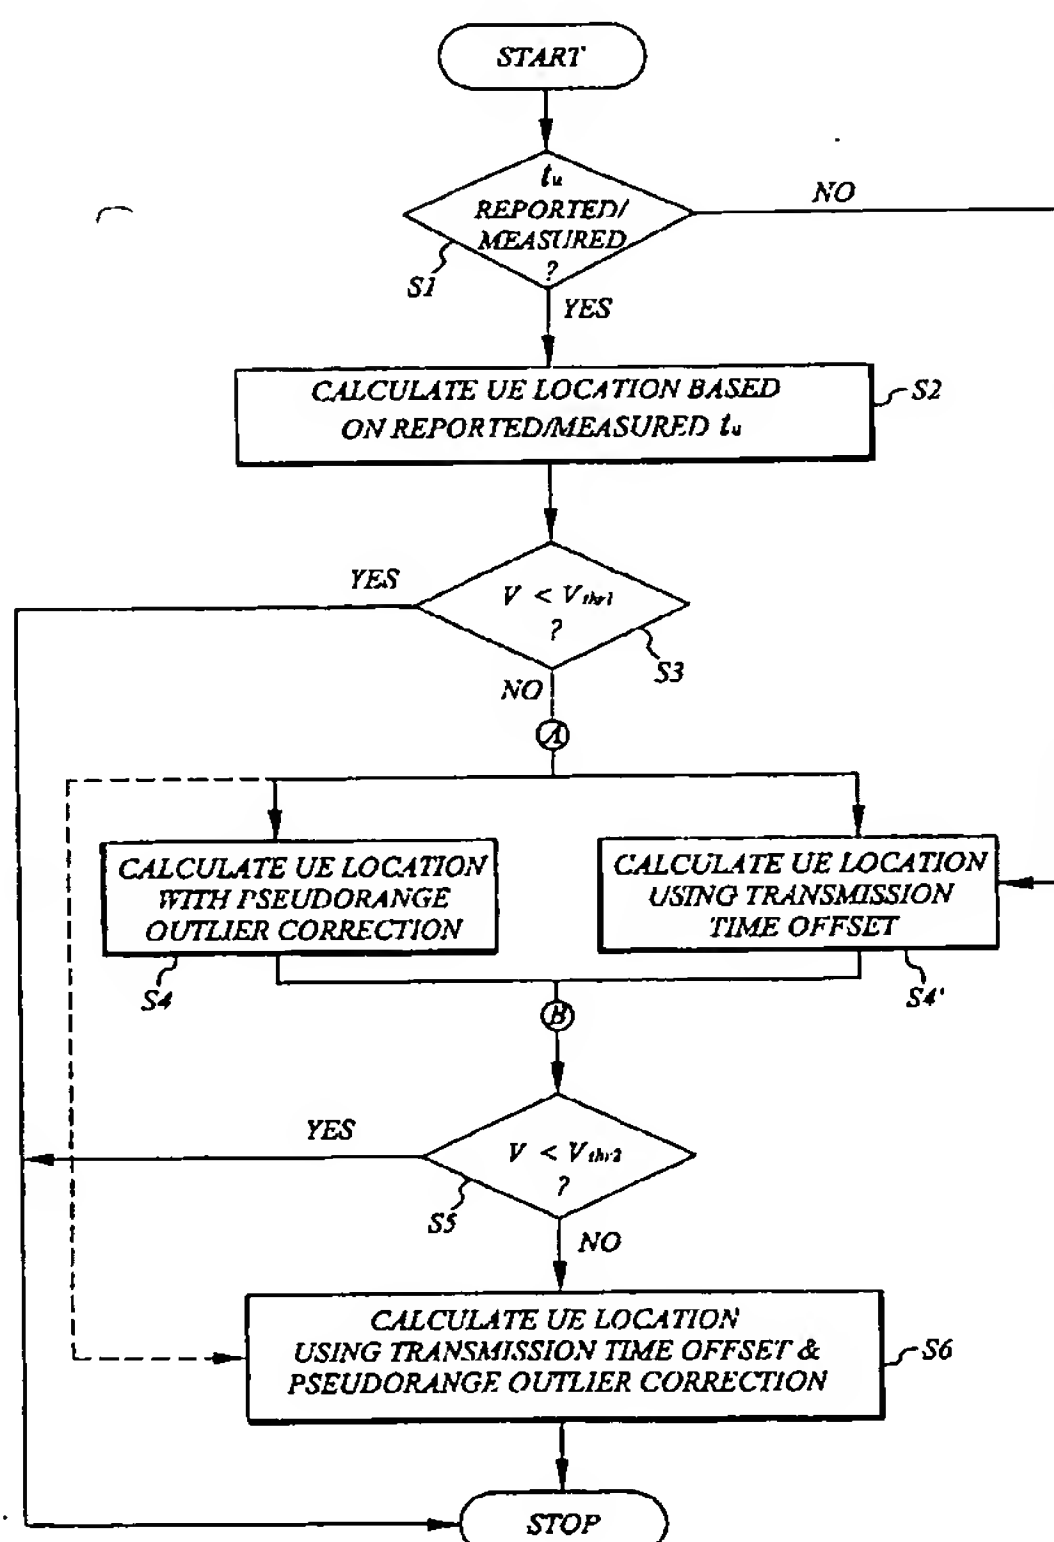 START
tu
REPORTED/
MEASURED
?
NO
S1
YES
CALCULATE UE LOCATION BASED
ON REPORTED/MEASURED tu
S2
YES
V < Vthr1
?
S3
NO
A
CALCULATE UE LOCATION
WITH PSEUDORANGE
OUTLIER CORRECTION
S4
CALCULATE UE LOCATION
USING TRANSMISSION
TIME OFFSET
S4'
B
YES
V < Vthr2
?
S5
NO
CALCULATE UE LOCATION
USING TRANSMISSION TIME OFFSET &
PSEUDORANGE OUTLIER CORRECTION
S6
STOP